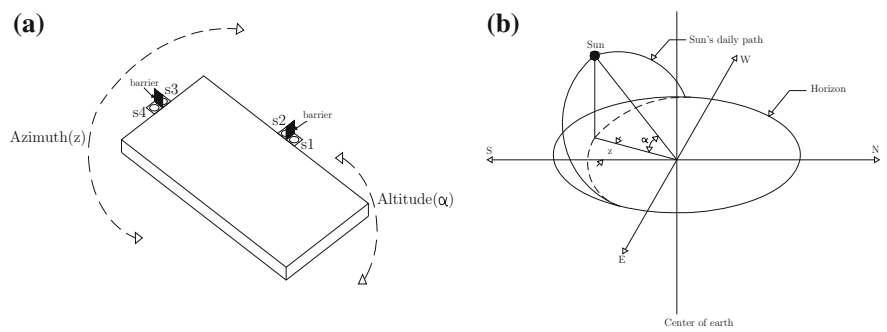 (a)
barrier
s3
s4
s2
barrier
s1
Azimuth(z)
Altitude(α)
(b)
Sun
Sun's daily path
W
Horizon
α
z
S
N
E
Center of earth